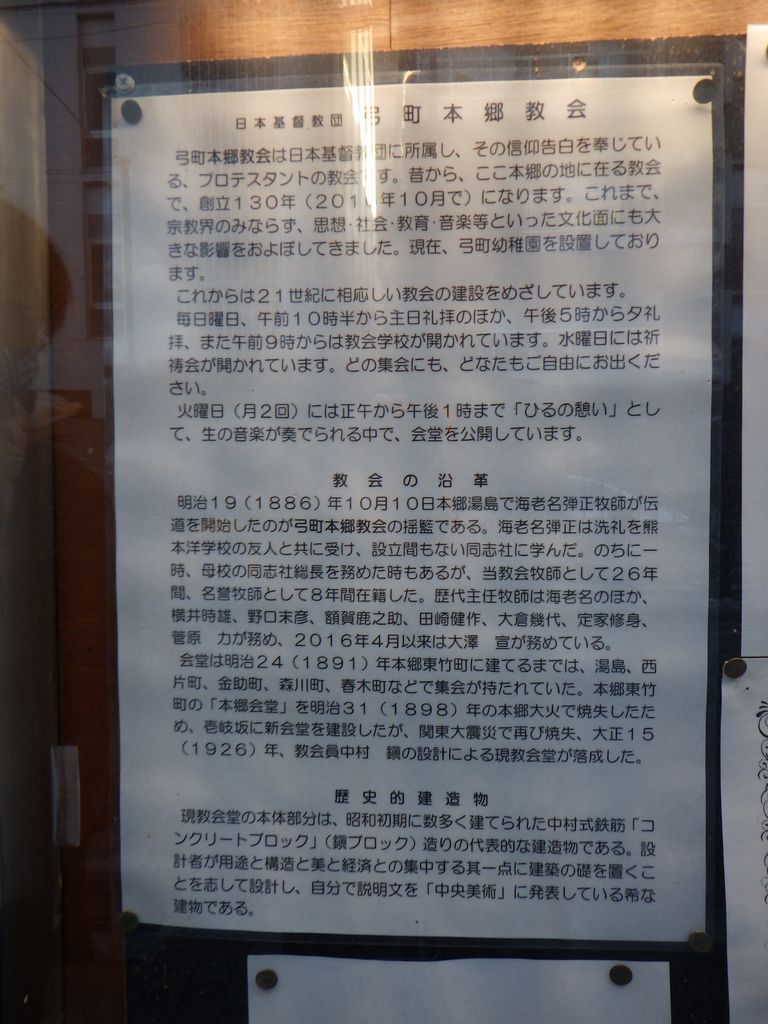 日本基督教団 弓町本郷教会
弓町本郷教会は日本基督教団に所属し、その信仰告白を奉じてい
る、プロテスタントの教会です。昔から、ここ本郷の地に在る教会
で、創立130年(201 年10月で)になります。これまで、
宗教界のみならず、思想・社会・教育・音楽等といった文化面にも大
きな影響をおよぼしてきました。現在、弓町幼稚園を設置しており
ます。
これからは21世紀に相応しい教会の建設をめざしています。
毎日曜日、午前10時半から主日礼拝のほか、午後5時から夕礼
拝、また午前9時からは教会学校が開かれています。水曜日には祈
祷会が開かれています。どの集会にも、どなたもご自由にお出くだ
さい。
火曜日(月2回)には正午から午後1時まで「ひるの憩い」とし
て、生の音楽が奏でられる中で、会堂を公開しています。
教会の沿革
明治19(1886)年10月10日本郷湯島で海老名弾正牧師が伝
道を開始したのが弓町本郷教会の揺籃である。海老名弾正は洗礼を熊
本洋学校の友人と共に受け、設立間もない同志社に学んだ。のちに一
時、母校の同志社総長を務めた時もあるが、当教会牧師として26年
間、名誉牧師として8年間在籍した。歴代主任牧師は海老名のほか、
横井時雄、野口末彦、額賀鹿之助、田崎健作、大倉幾代、定家修身、
菅原 力が務め、2016年4月以来は大澤 宣が務めている。
会堂は明治24(1891)年本郷東竹町に建てるまでは、湯島、西
片町、金助町、森川町、春木町などで集会が持たれていた。本郷東竹
町の「本郷会堂」を明治31(1898)年の本郷大火で焼失したた
め、壱岐坂に新会堂を建設したが、関東大震災で再び焼失、大正15
(1926)年、教会員中村 鎮の設計による現教会堂が落成した。
歴史的建造物
現教会堂の本体部分は、昭和初期に数多く建てられた中村式鉄筋「コ
ンクリートブロック」(鎮ブロック)造りの代表的な建造物である。設
計者が用途と構造と美と経済との集中する其一点に建築の礎を置くこ
とを志して設計し、自分で説明文を「中央美術」に発表している希な
建物である。